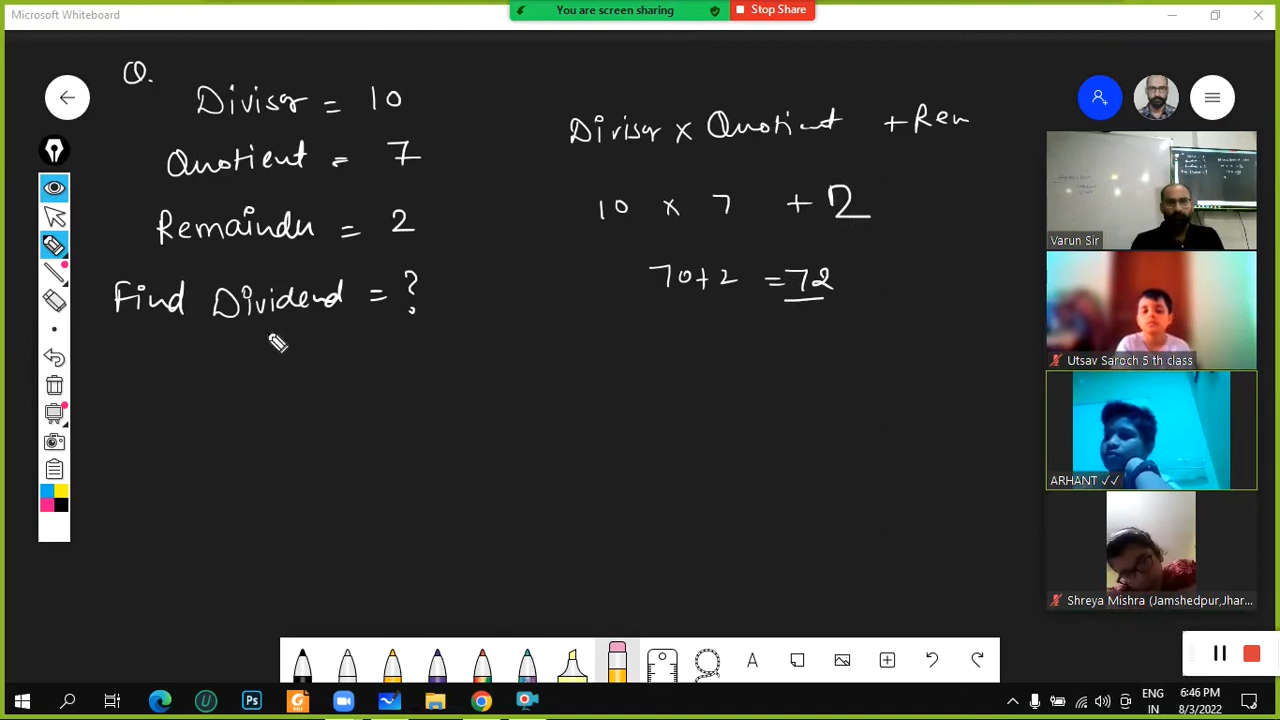 Microsoft Whiteboard
You are screen sharing
Stop Share
Q.
Divisor = 10
Quotient = 7
Remainder = 2
Find Dividend = ?
Divisor x Quotient + Rem
10 x 7 + 2
70+2 = 72
Varun Sir
Utsav Saroch 5 th class
ARHANT ✓✓
Shreya Mishra (Jamshedpur,Jhar...
ENG
IN
6:46 PM
8/3/2022